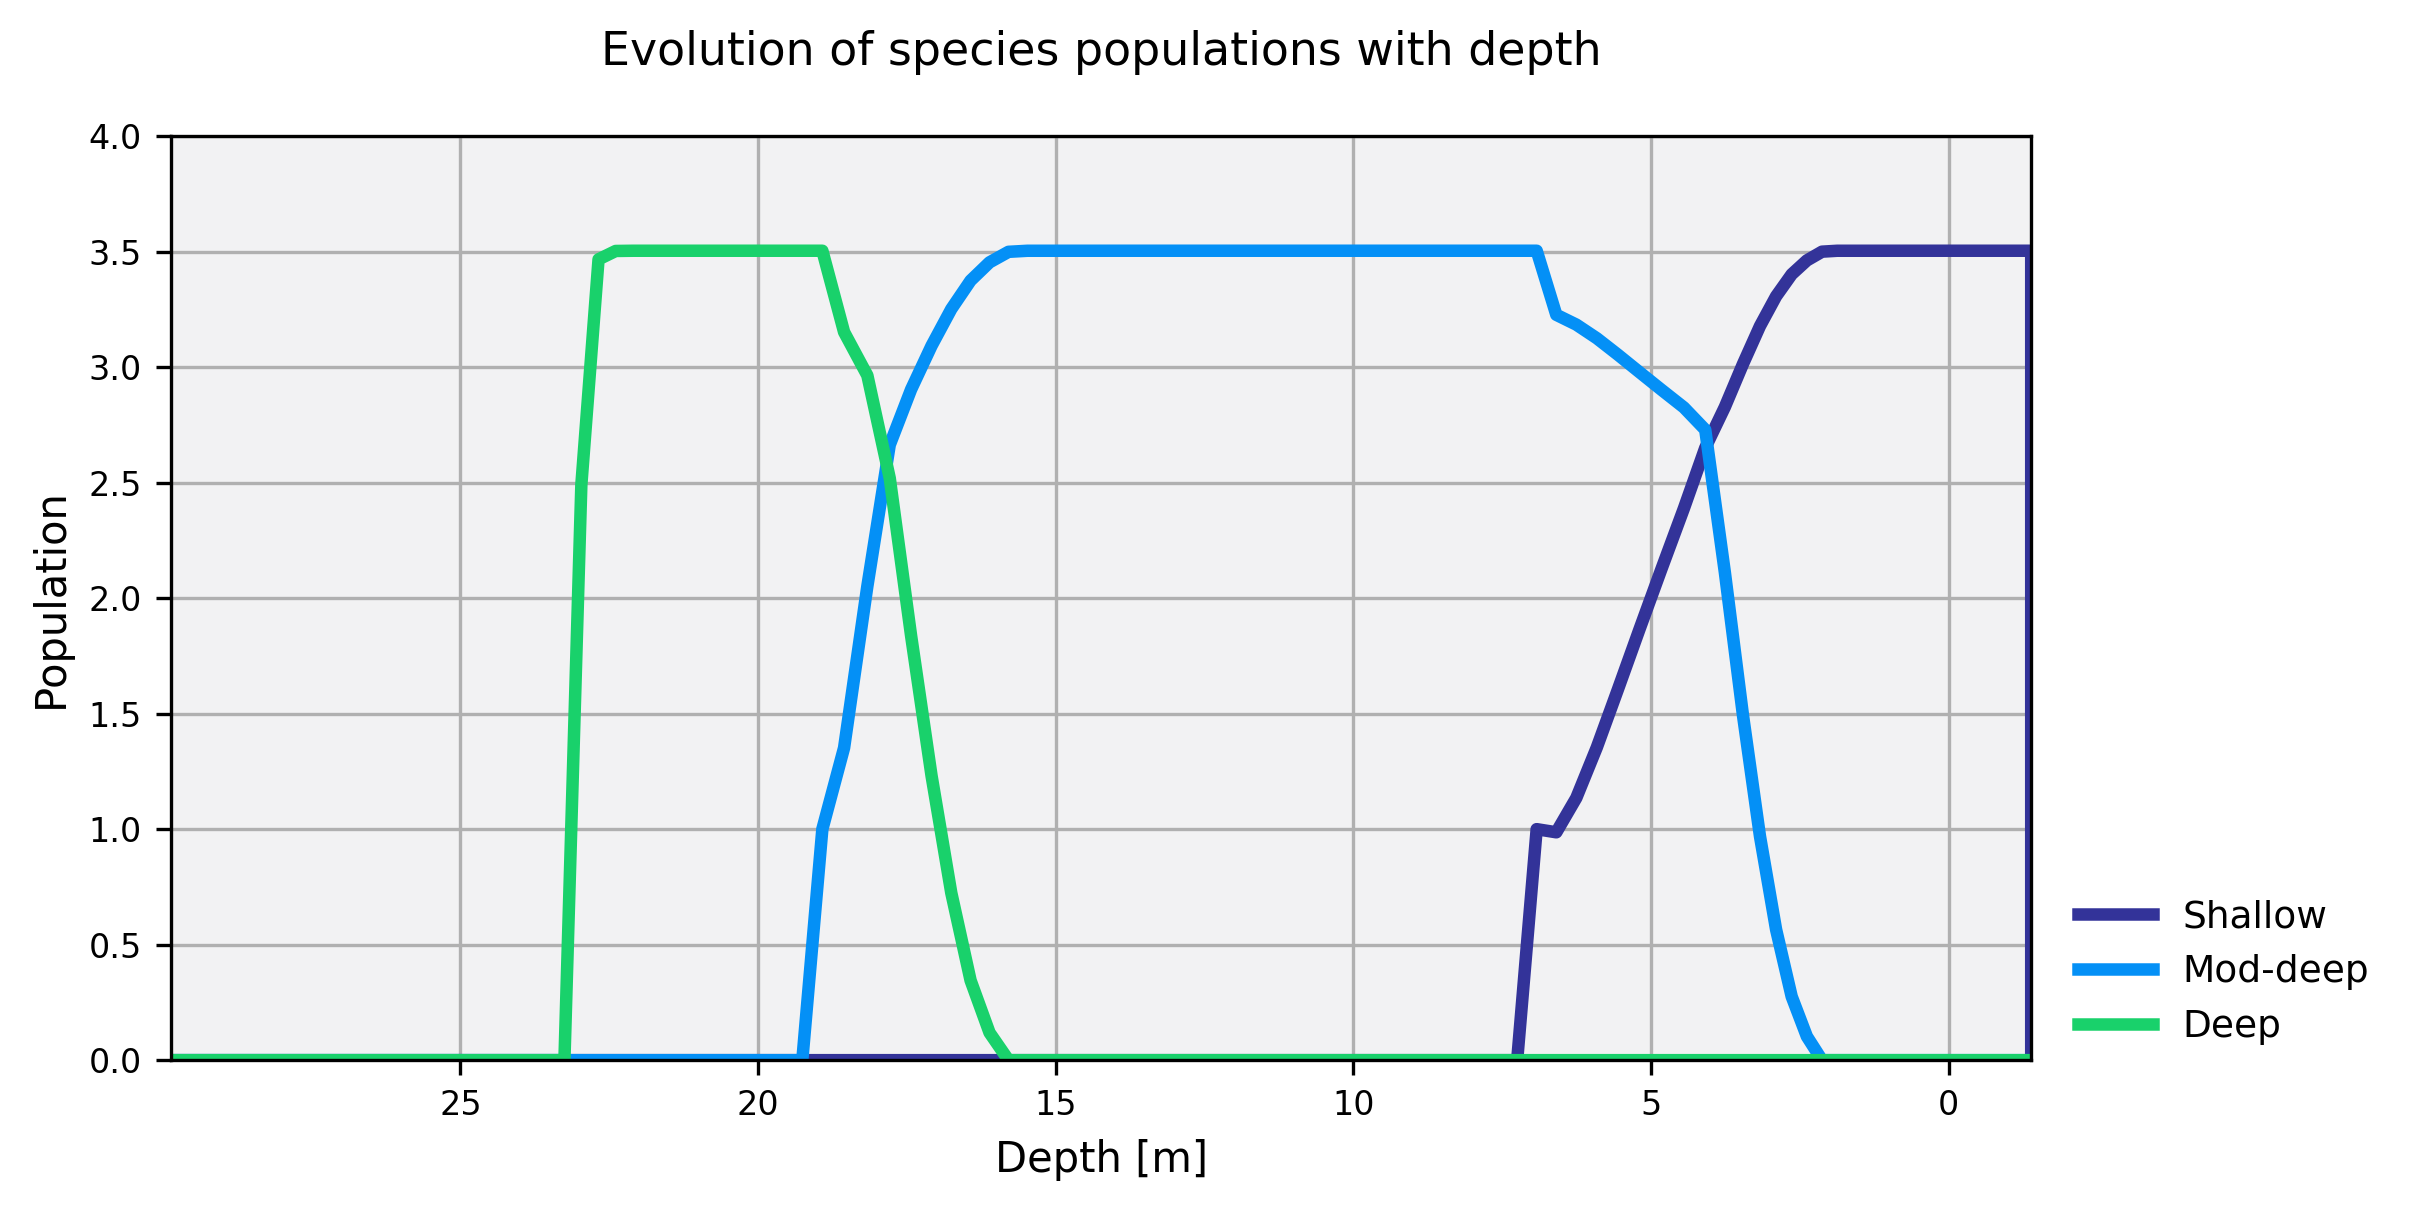 Evolution of species populations with depth
4.0
3.5
3.0
2.5
2.0
1.5
1.0
0.5
0.0
Population
25 20 15 10 5 0
Depth [m]
Shallow
Mod-deep
Deep